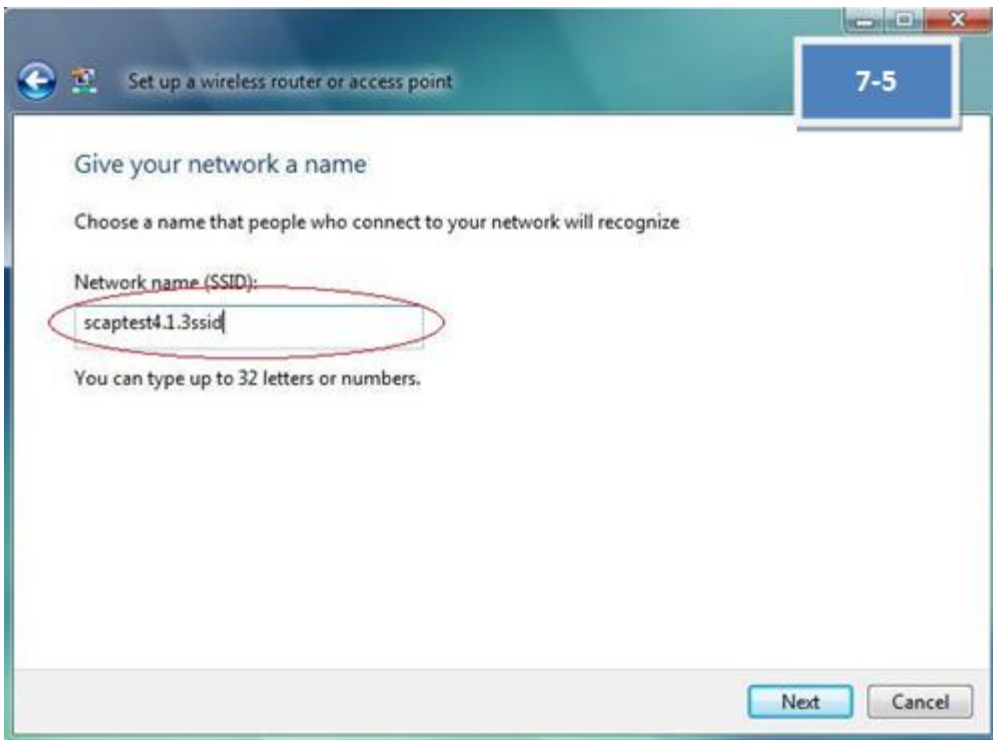 Set up a wireless router or access point
7-5
Give your network a name
Choose a name that people who connect to your network will recognize
Network name (SSID):
scaptest4.1.3ssid
You can type up to 32 letters or numbers.
Next
Cancel